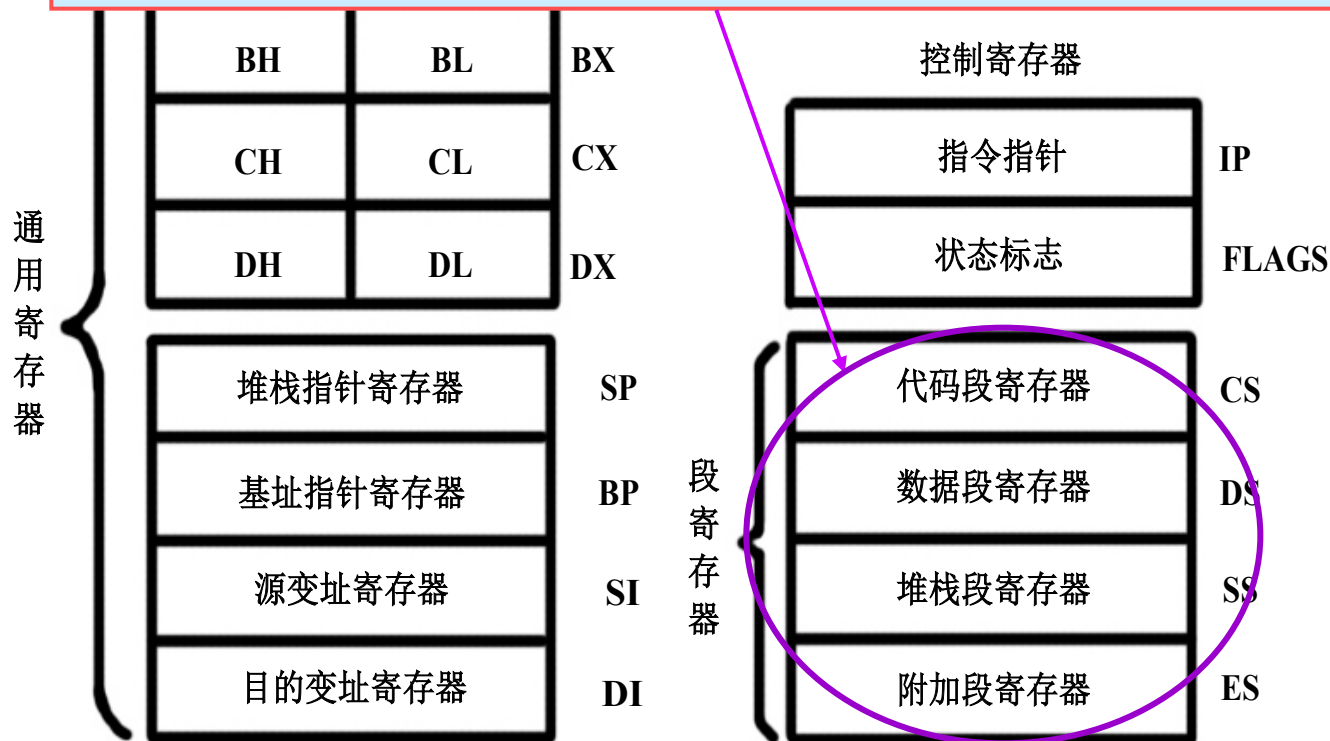 BH BL BX
CH CL CX
DH DL DX
通用寄存器
堆栈指针寄存器 SP
基址指针寄存器 BP
源变址寄存器 SI
目的变址寄存器 DI
控制寄存器
指令指针 IP
状态标志 FLAGS
段寄存器
代码段寄存器 CS
数据段寄存器 DS
堆栈段寄存器 SS
附加段寄存器 ES